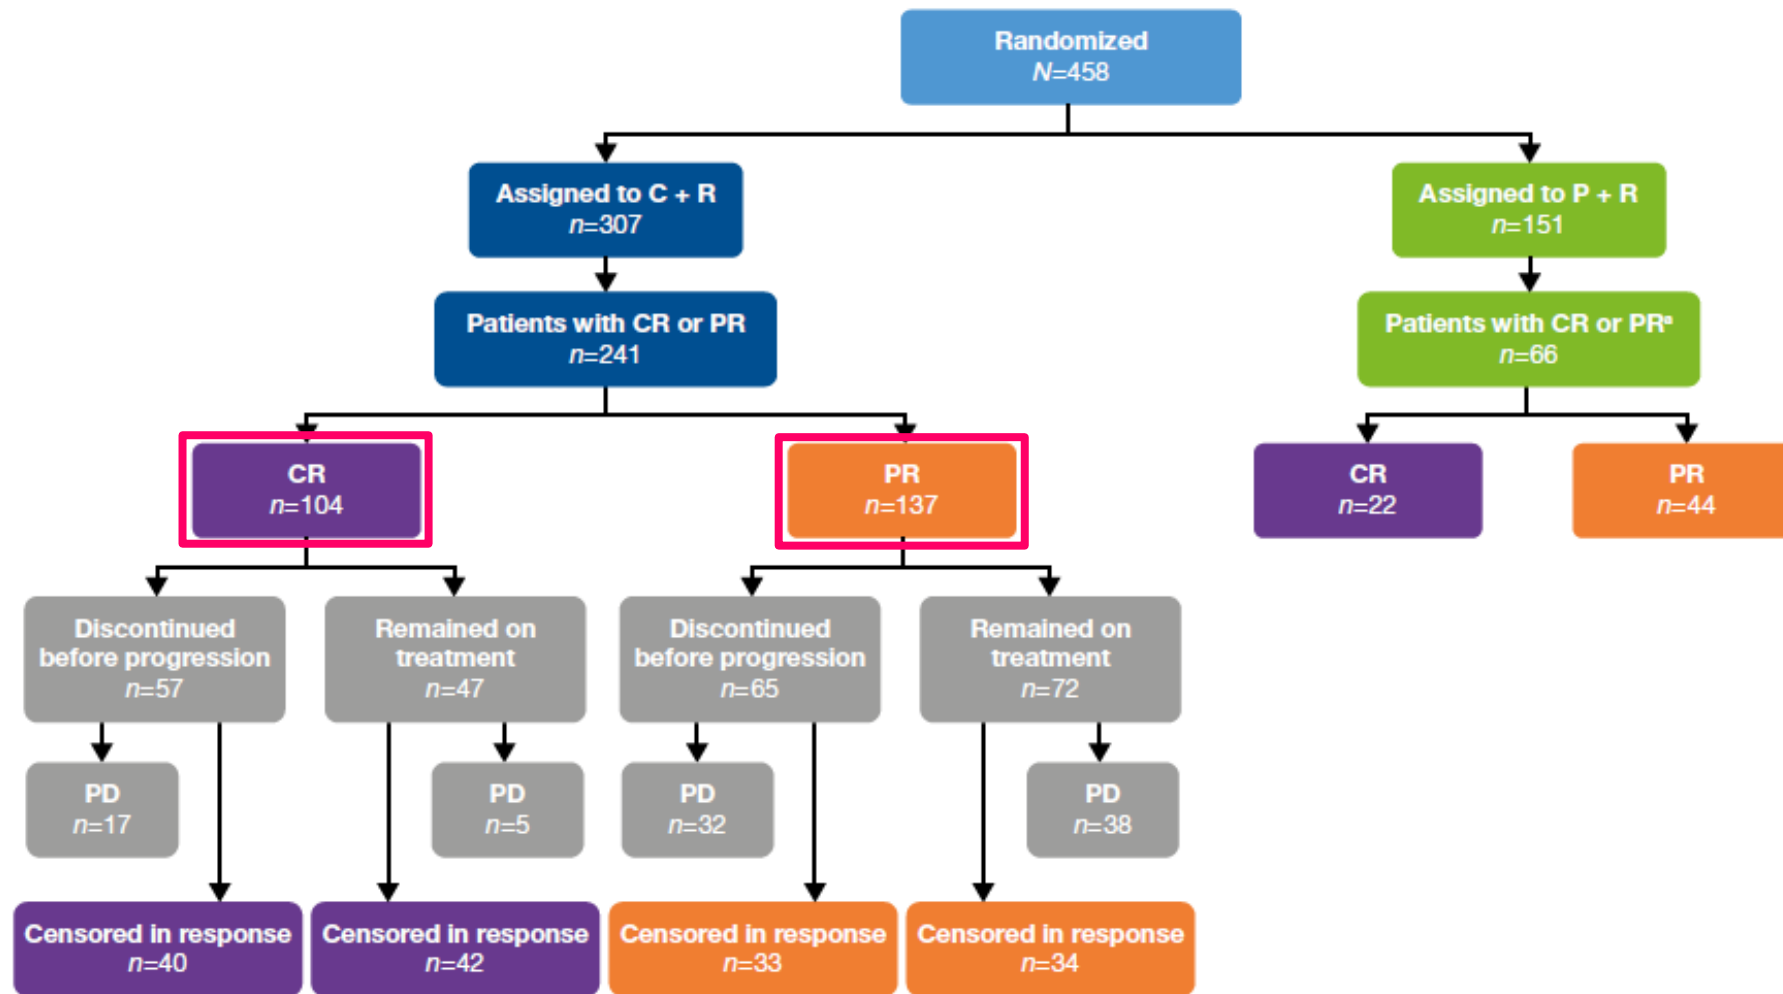 Randomized
N=458
Assigned to C + R
n=307
Assigned to P + R
n=151
Patients with CR or PR
n=241
Patients with CR or PRᵃ
n=66
CR
n=104
PR
n=137
CR
n=22
PR
n=44
Discontinued
before progression
n=57
Remained on
treatment
n=47
Discontinued
before progression
n=65
Remained on
treatment
n=72
PD
n=17
PD
n=5
PD
n=32
PD
n=38
Censored in response
n=40
Censored in response
n=42
Censored in response
n=33
Censored in response
n=34